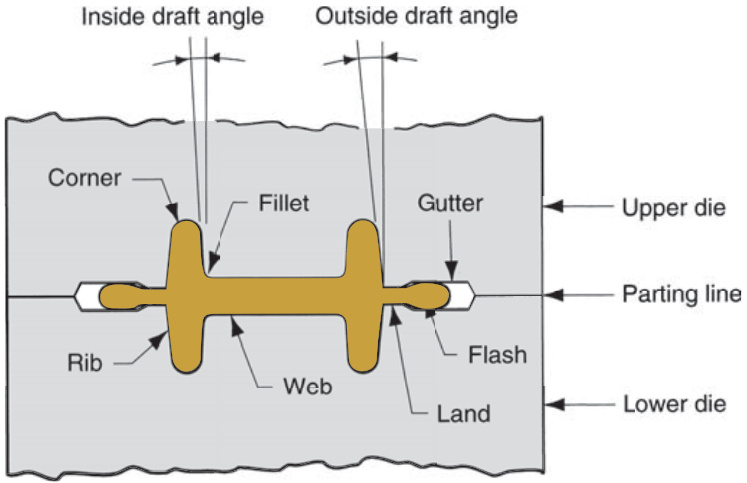 Inside draft angle
Outside draft angle
Corner
Fillet
Gutter
Upper die
Parting line
Rib
Web
Flash
Land
Lower die